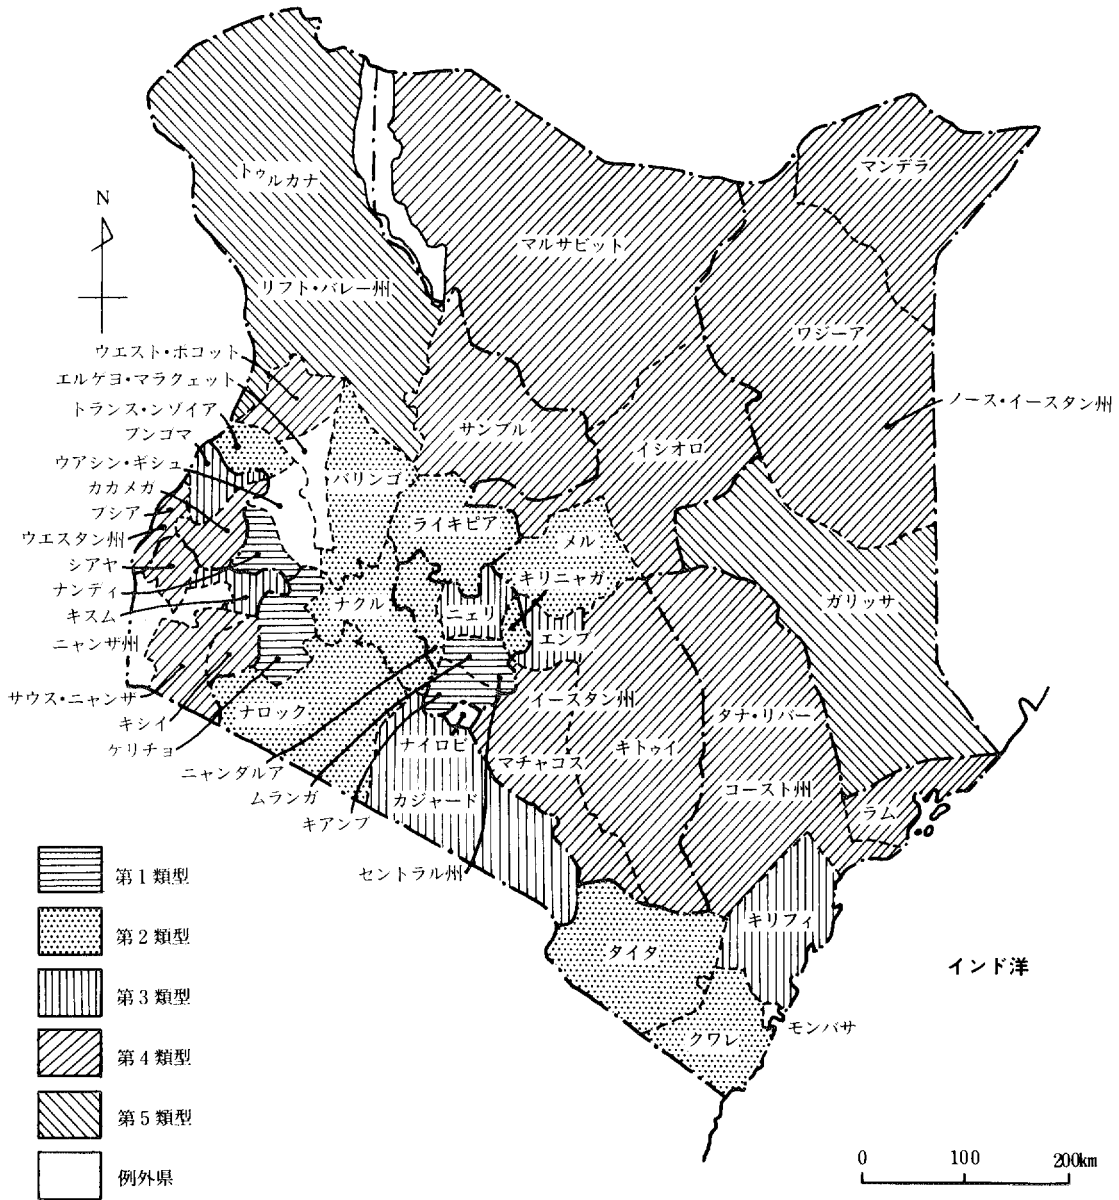 トゥルカナ
マンデラ
N
マルサビット
リフト・バレー州
ワジーア
ウエスト・ポコット
エルゲヨ・マラクェット
トランス・ンゾイア
ブンゴマ
ノース・イースタン州
サンブル
イシオロ
ウアシン・ギシュ
バリンゴ
カカメガ
ブシア
ライキピア
ウエスタン州
メル
シアヤ
キリニャガ
ナンディ
ガリッサ
キスム
ナクル
ニェリ
エンブ
ニャンザ州
サウス・ニャンザ
イースタン州
キシイ
ナロック
タナ・リバー
ケリチョ
ナイロビ
キトゥイ
ニャンダルア
マチャコス
ムランガ
カジャード
コースト州
キアンブ
ラム
セントラル州
第1類型
第2類型
キリフィ
タイタ
インド洋
第3類型
モンバサ
クワレ
第4類型
第5類型
例外県
0 100 200km